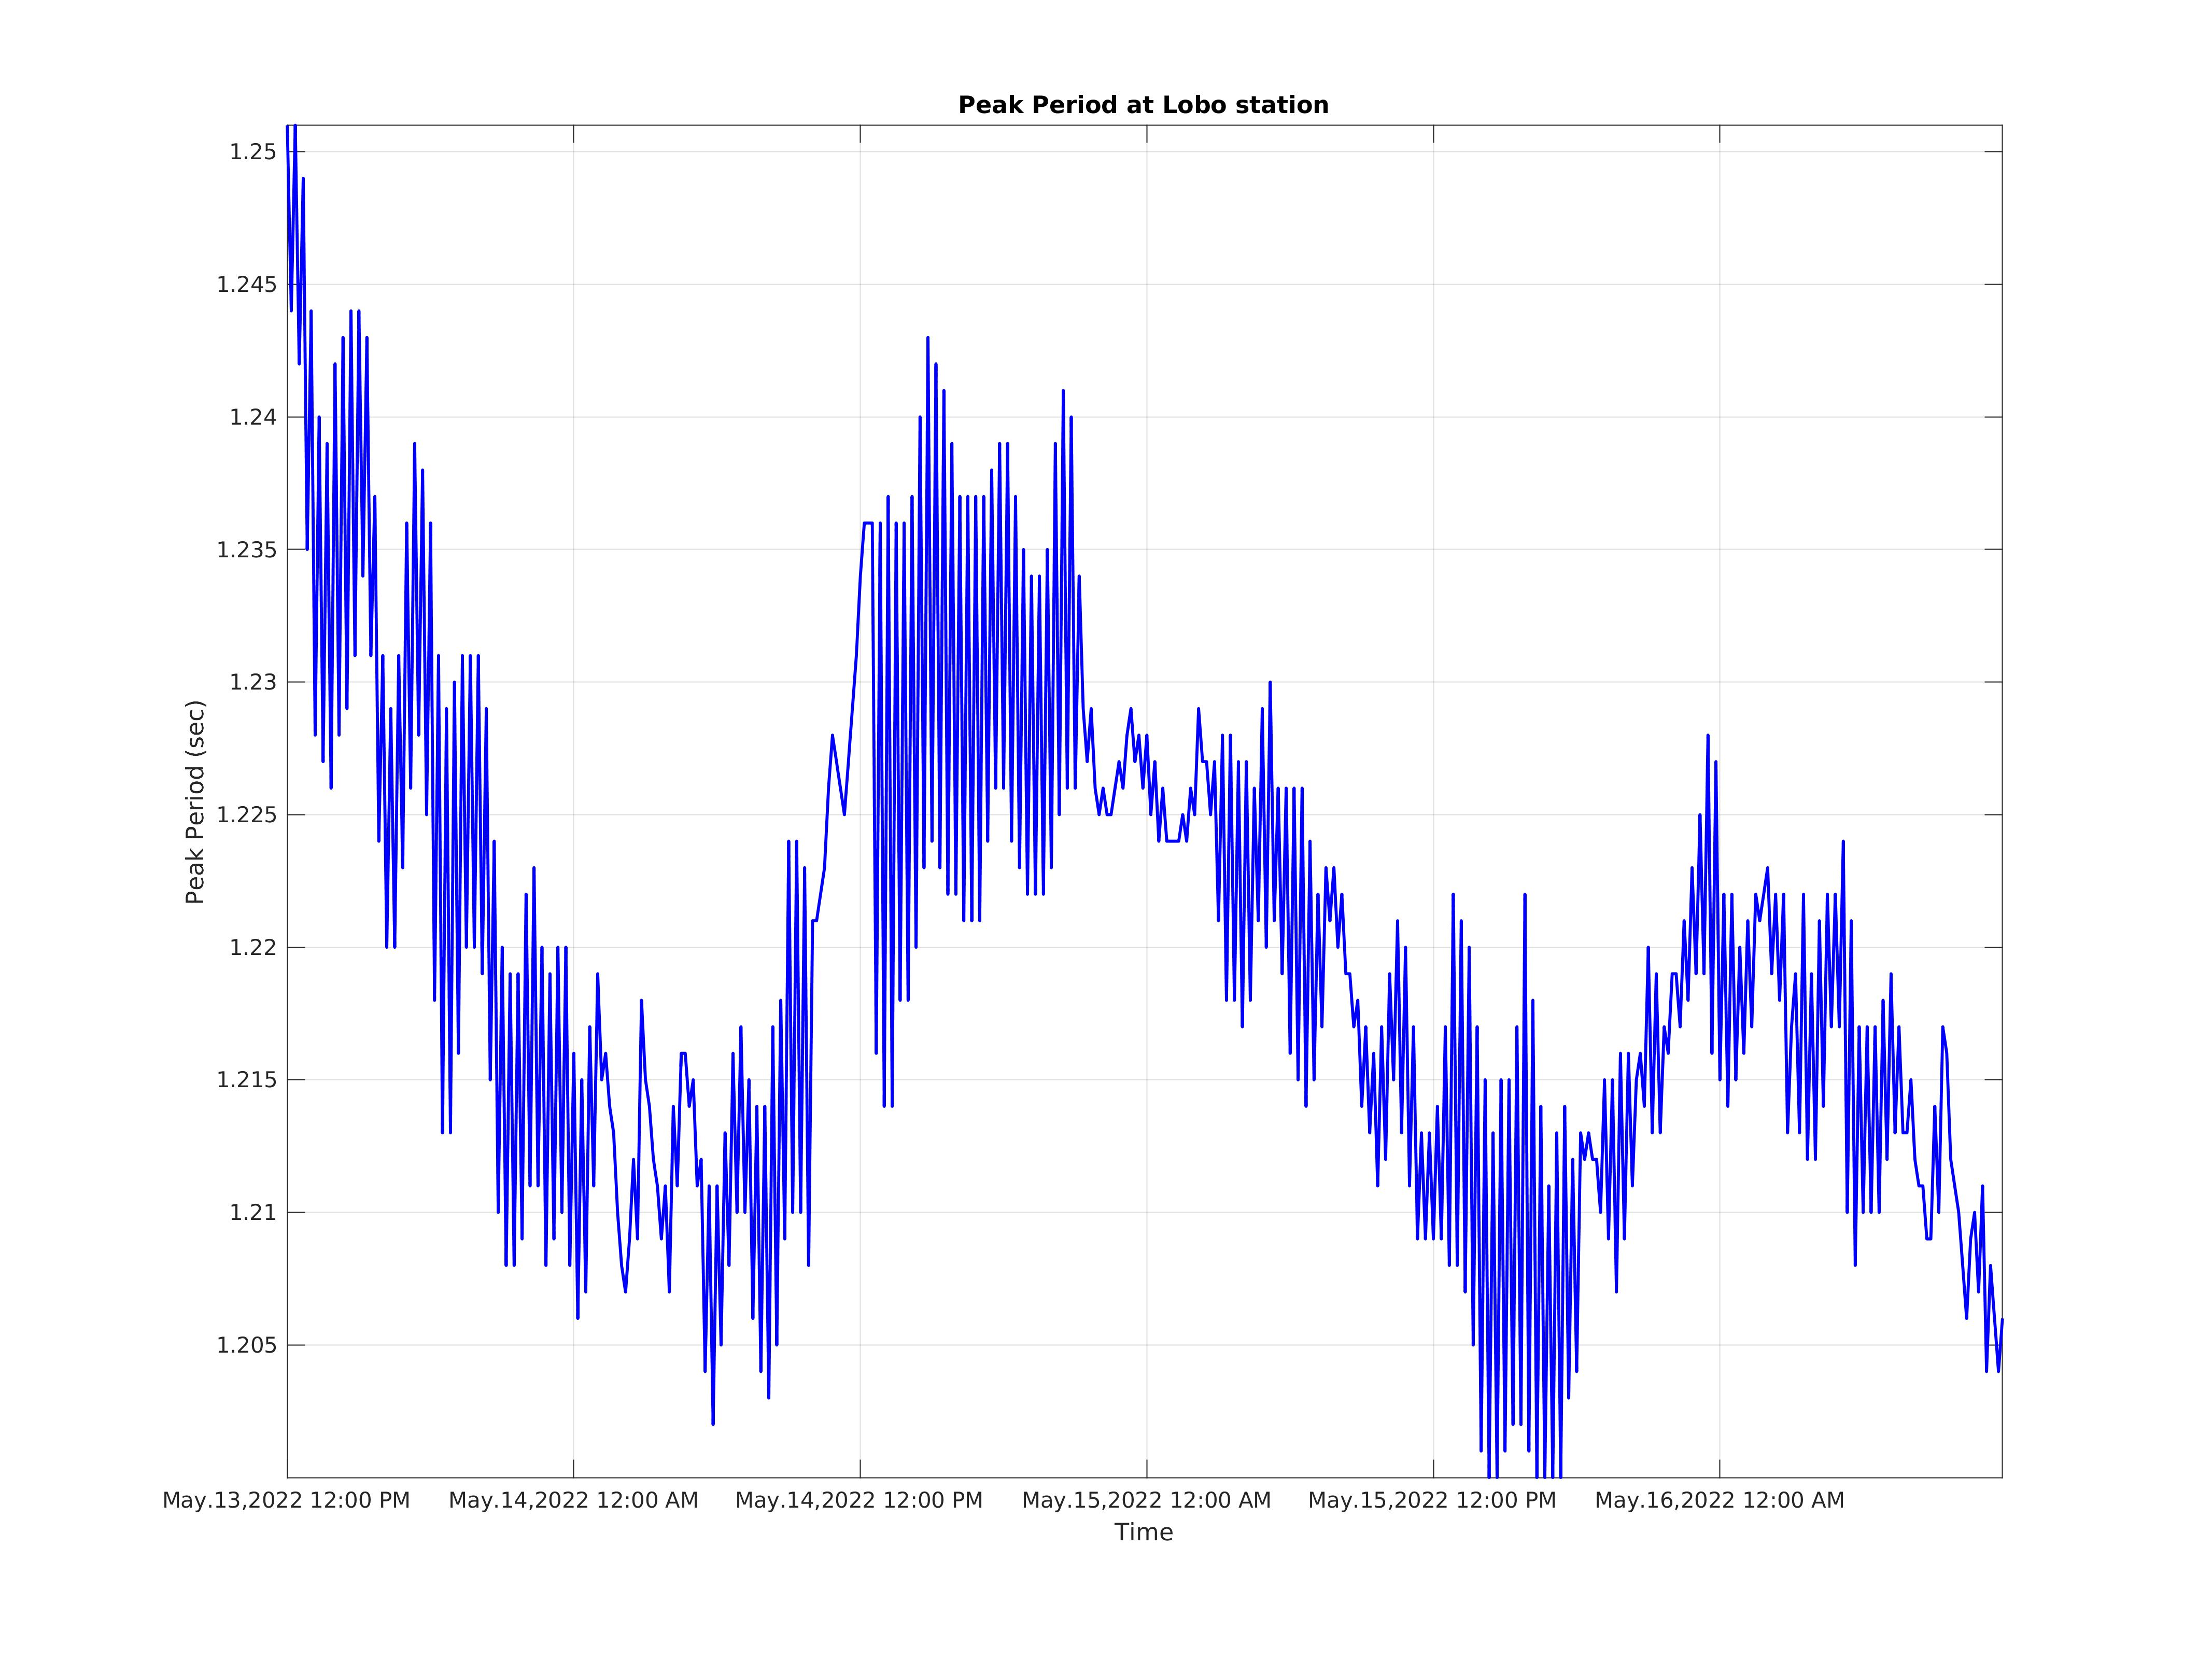 Peak Period at Lobo station
1.25
1.245
1.24
1.235
1.23
1.225
1.22
1.215
1.21
1.205
Peak Period (sec)
May.13,2022 12:00 PM
May.14,2022 12:00 AM
May.14,2022 12:00 PM
May.15,2022 12:00 AM
May.15,2022 12:00 PM
May.16,2022 12:00 AM
Time